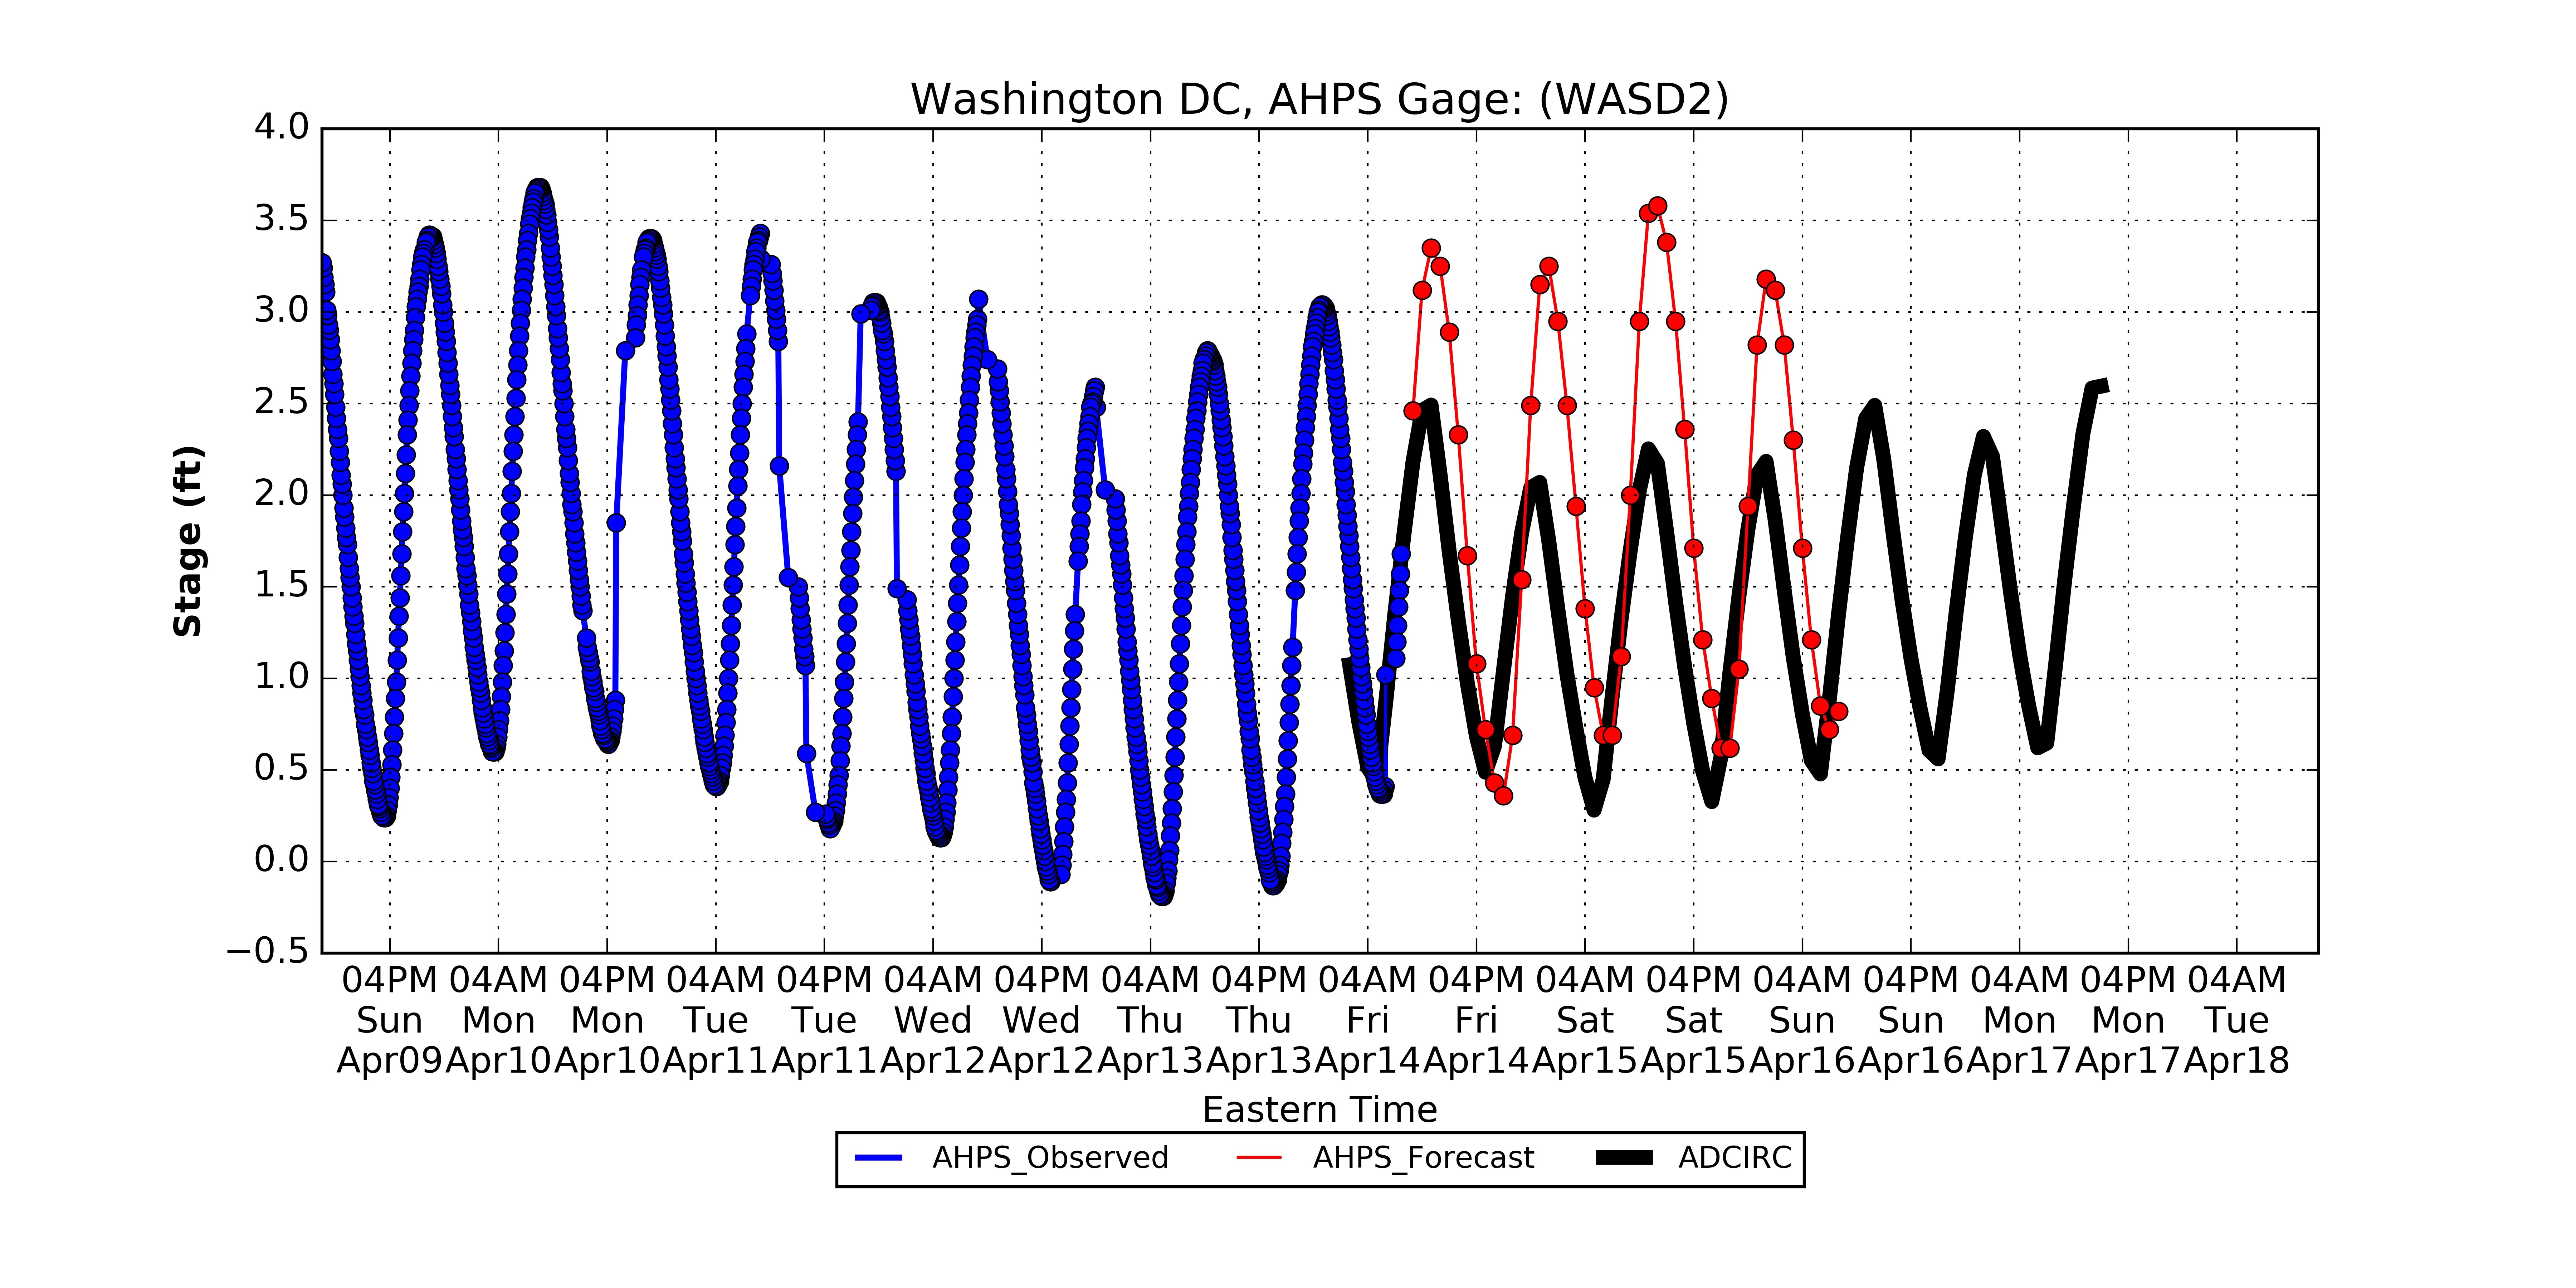 Washington DC, AHPS Gage: (WASD2)
4.0
3.5
3.0
2.5
2.0
1.5
1.0
0.5
0.0
−0.5
Stage (ft)
04PM 04AM 04PM 04AM 04PM 04AM 04PM 04AM 04PM 04AM 04PM 04AM 04PM 04AM 04PM 04AM 04PM 04AM
Sun Mon Mon Tue Tue Wed Wed Thu Thu Fri Fri Sat Sat Sun Sun Mon Mon Tue
Apr09 Apr10 Apr10 Apr11 Apr11 Apr12 Apr12 Apr13 Apr13 Apr14 Apr14 Apr15 Apr15 Apr16 Apr16 Apr17 Apr17 Apr18
Eastern Time
AHPS_Observed AHPS_Forecast ADCIRC